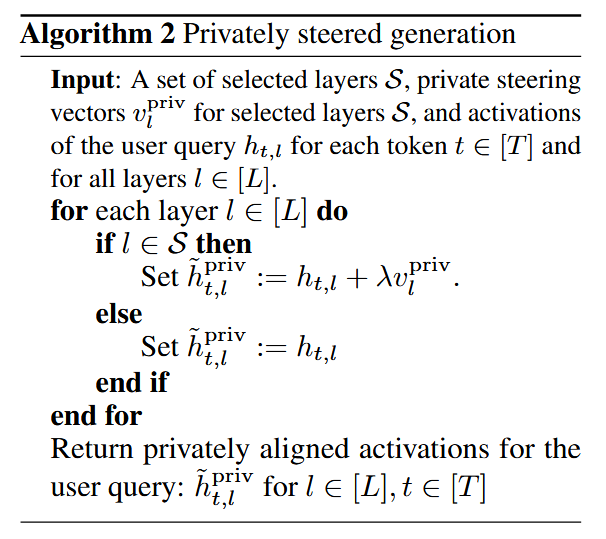 Algorithm 2 Privately steered generation
Input: A set of selected layers $\mathcal{S}$, private steering
vectors $v_l^{\text{priv}}$ for selected layers $\mathcal{S}$, and activations
of the user query $h_{t,l}$ for each token $t \in [T]$ and
for all layers $l \in [L]$.
for each layer $l \in [L]$ do
if $l \in \mathcal{S}$ then
Set $\tilde{h}_{t,l}^{\text{priv}} := h_{t,l} + \lambda v_l^{\text{priv}}$.
else
Set $\tilde{h}_{t,l}^{\text{priv}} := h_{t,l}$
end if
end for
Return privately aligned activations for the
user query: $\tilde{h}_{t,l}^{\text{priv}}$ for $l \in [L], t \in [T]$